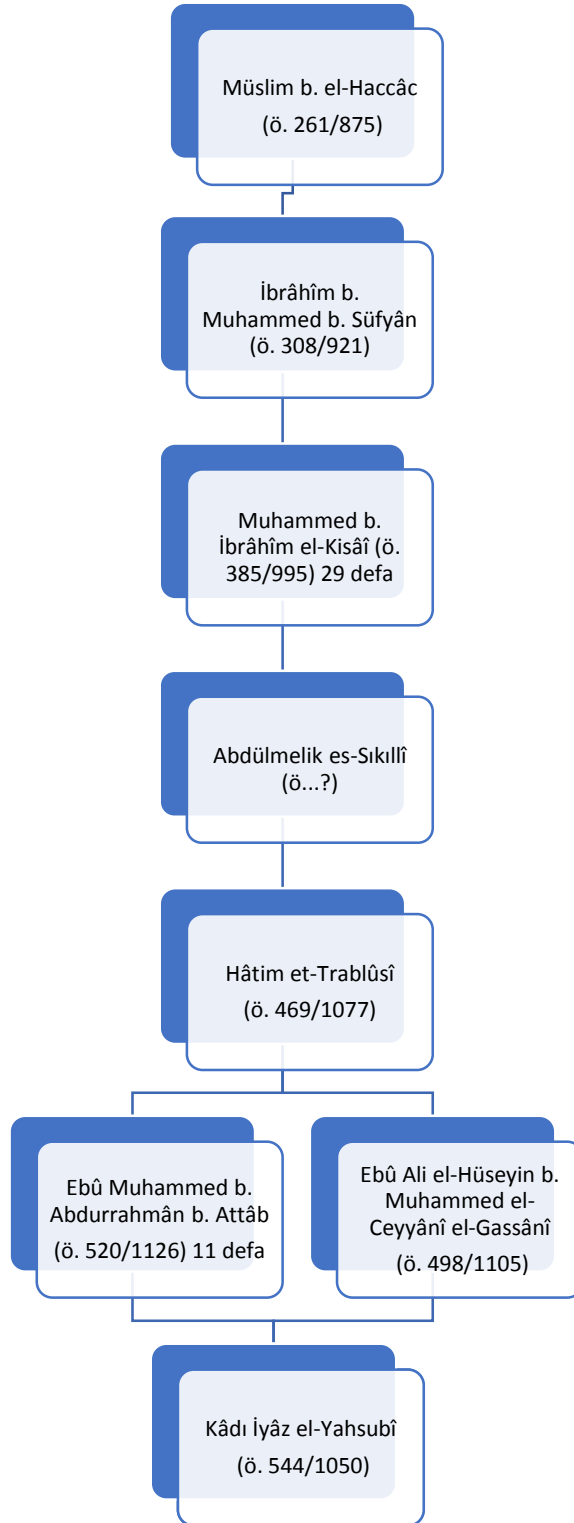 Müslim b. el-Haccâc
(ö. 261/875)
İbrâhîm b.
Muhammed b. Süfyân
(ö. 308/921)
Muhammed b.
İbrâhîm el-Kisâî (ö.
385/995) 29 defa
Abdülmelik es-Sıkıllî
(ö...?)
Hâtim et-Trablûsî
(ö. 469/1077)
Ebû Muhammed b.
Abdurrahmân b. Attâb
(ö. 520/1126) 11 defa
Ebû Ali el-Hüseyin b.
Muhammed el-
Ceyyânî el-Gassânî
(ö. 498/1105)
Kâdı İyâz el-Yahsubî
(ö. 544/1050)